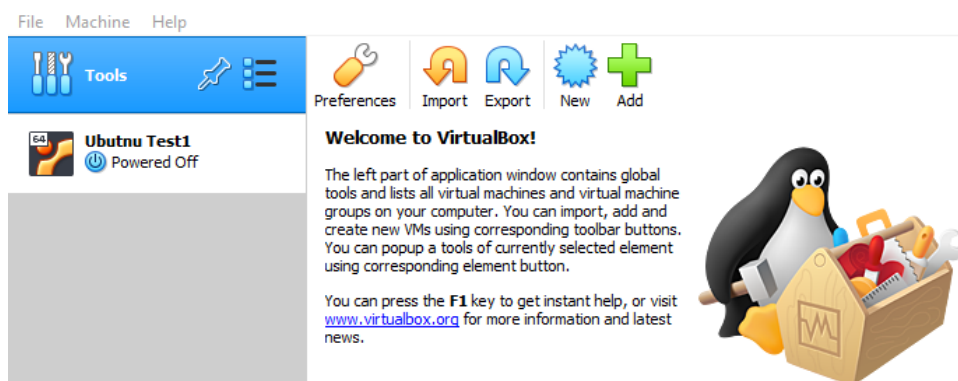 File Machine Help
Tools
Preferences Import Export New Add
64
Ubutnu Test1
Powered Off
Welcome to VirtualBox!
The left part of application window contains global
tools and lists all virtual machines and virtual machine
groups on your computer. You can import, add and
create new VMs using corresponding toolbar buttons.
You can popup a tools of currently selected element
using corresponding element button.
You can press the F1 key to get instant help, or visit
www.virtualbox.org for more information and latest
news.